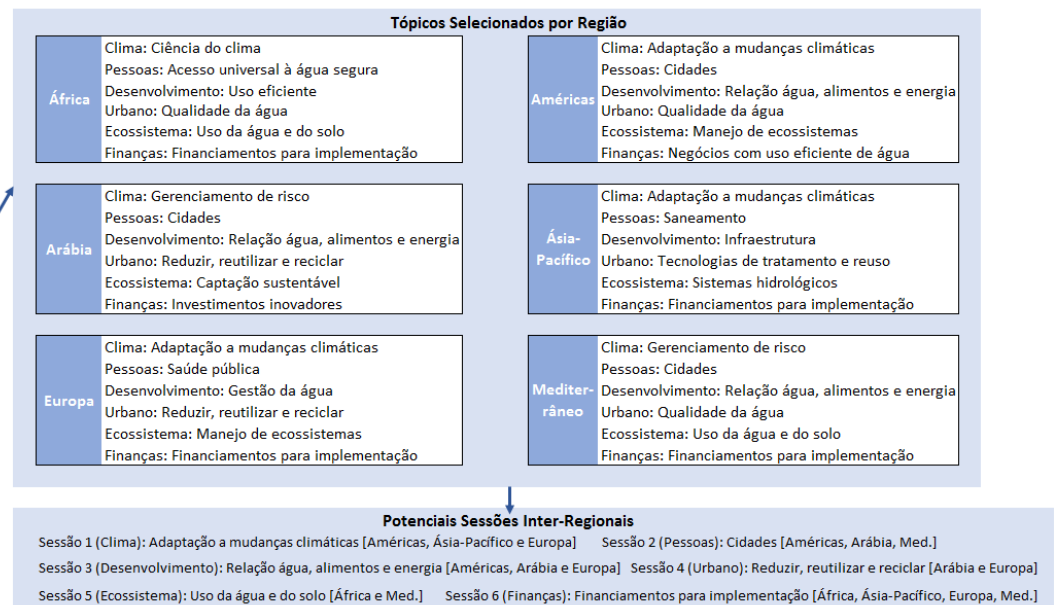 Tópicos Selecionados por Região
África
Clima: Ciência do clima
Pessoas: Acesso universal à água segura
Desenvolvimento: Uso eficiente
Urbano: Qualidade da água
Ecossistema: Uso da água e do solo
Finanças: Financiamentos para implementação
Américas
Clima: Adaptação a mudanças climáticas
Pessoas: Cidades
Desenvolvimento: Relação água, alimentos e energia
Urbano: Qualidade da água
Ecossistema: Manejo de ecossistemas
Finanças: Negócios com uso eficiente de água
Arábia
Clima: Gerenciamento de risco
Pessoas: Cidades
Desenvolvimento: Relação água, alimentos e energia
Urbano: Reduzir, reutilizar e reciclar
Ecossistema: Captação sustentável
Finanças: Investimentos inovadores
Ásia-
Pacífico
Clima: Adaptação a mudanças climáticas
Pessoas: Saneamento
Desenvolvimento: Infraestrutura
Urbano: Tecnologias de tratamento e reuso
Ecossistema: Sistemas hidrológicos
Finanças: Financiamentos para implementação
Europa
Clima: Adaptação a mudanças climáticas
Pessoas: Saúde pública
Desenvolvimento: Gestão da água
Urbano: Reduzir, reutilizar e reciclar
Ecossistema: Manejo de ecossistemas
Finanças: Financiamentos para implementação
Mediter-
râneo
Clima: Gerenciamento de risco
Pessoas: Cidades
Desenvolvimento: Relação água, alimentos e energia
Urbano: Qualidade da água
Ecossistema: Uso da água e do solo
Finanças: Financiamentos para implementação
Potenciais Sessões Inter-Regionais
Sessão 1 (Clima): Adaptação a mudanças climáticas [Américas, Ásia-Pacífico e Europa] Sessão 2 (Pessoas): Cidades [Américas, Arábia, Med.]
Sessão 3 (Desenvolvimento): Relação água, alimentos e energia [Américas, Arábia e Europa] Sessão 4 (Urbano): Reduzir, reutilizar e reciclar [Arábia e Europa]
Sessão 5 (Ecossistema): Uso da água e do solo [África e Med.] Sessão 6 (Finanças): Financiamentos para implementação [África, Ásia-Pacífico, Europa, Med.]